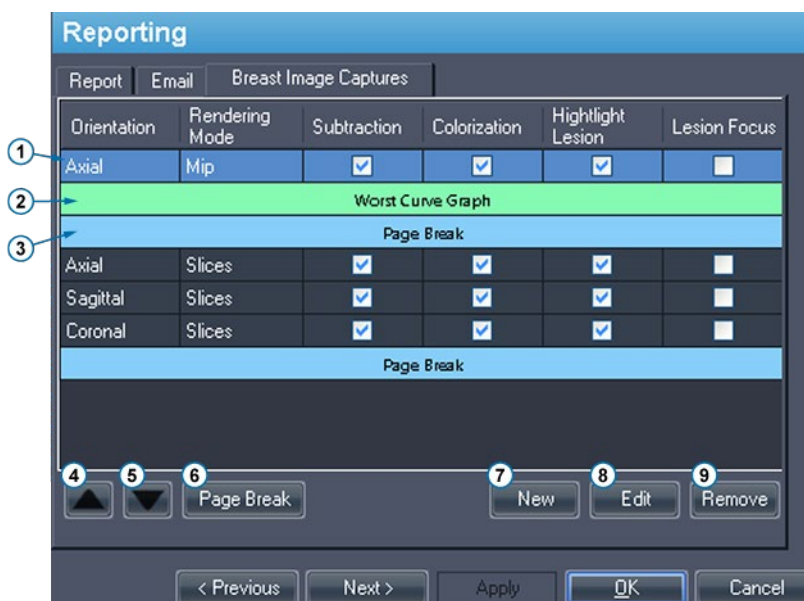 Reporting
Report Email Breast Image Captures
Orientation Rendering Mode Subtraction Colorization Hightlight Lesion Lesion Focus
1
Axial Mip
2
Worst Curve Graph
3
Page Break
Axial Slices
Sagittal Slices
Coronal Slices
Page Break
4 5 6 7 8 9
Page Break New Edit Remove
< Previous Next > Apply OK Cancel